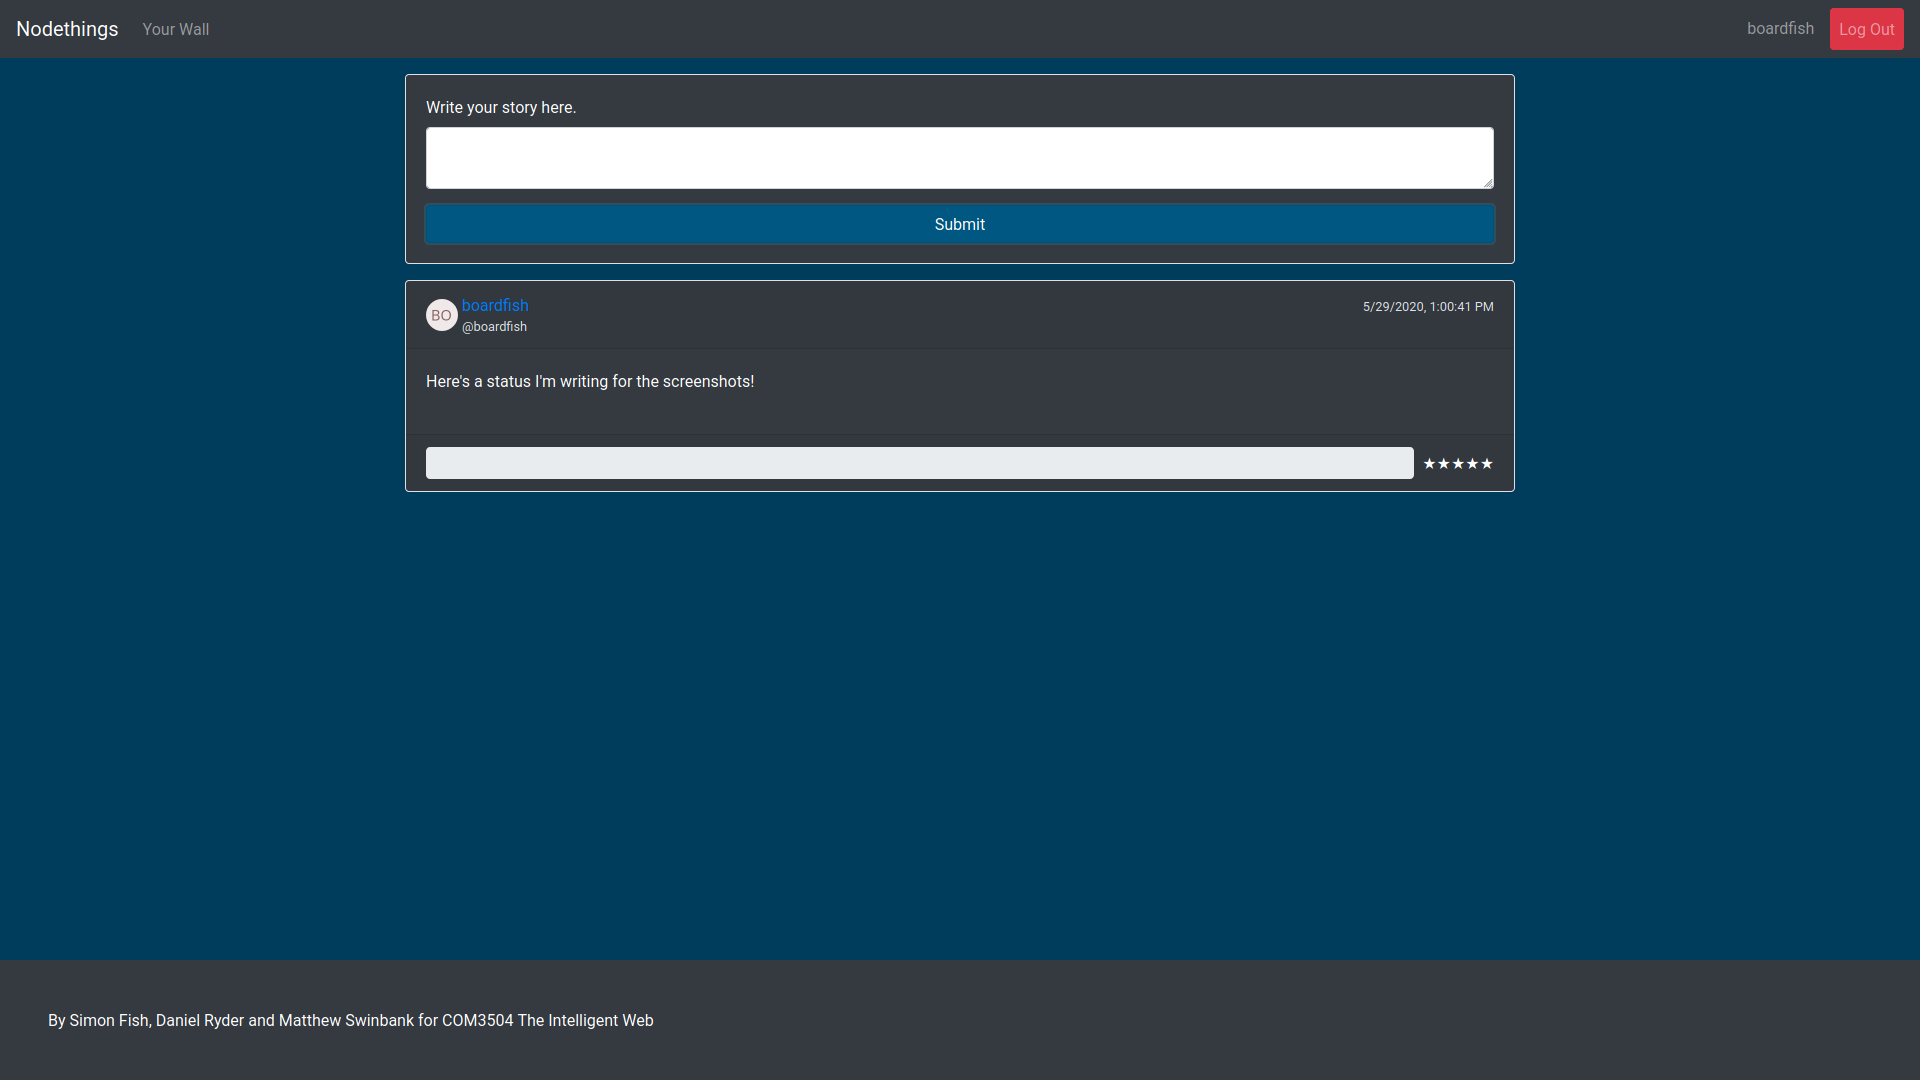 Nodethings Your Wall boardfish Log Out
Write your story here.
Submit
BO boardfish 5/29/2020, 1:00:41 PM
@boardfish
Here's a status I'm writing for the screenshots!
★★★★★
By Simon Fish, Daniel Ryder and Matthew Swinbank for COM3504 The Intelligent Web